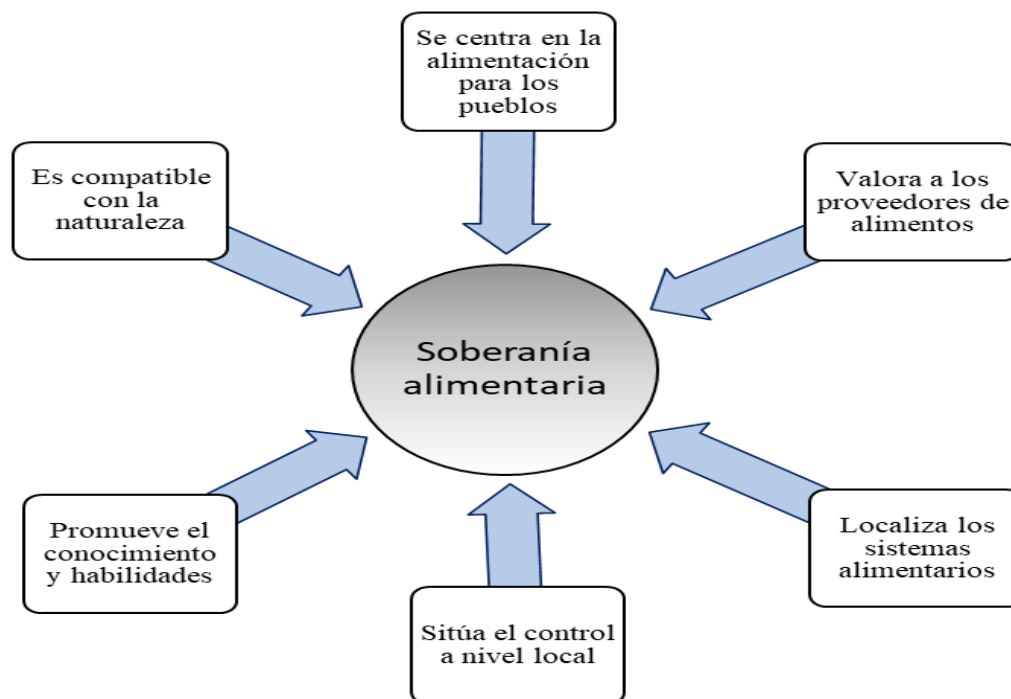 Se centra en la
alimentación
para los
pueblos
Es compatible
con la
naturaleza
Valora a los
proveedores de
alimentos
Soberanía
alimentaria
Promueve el
conocimiento
y habilidades
Localiza los
sistemas
alimentarios
Sitúa el control
a nivel local